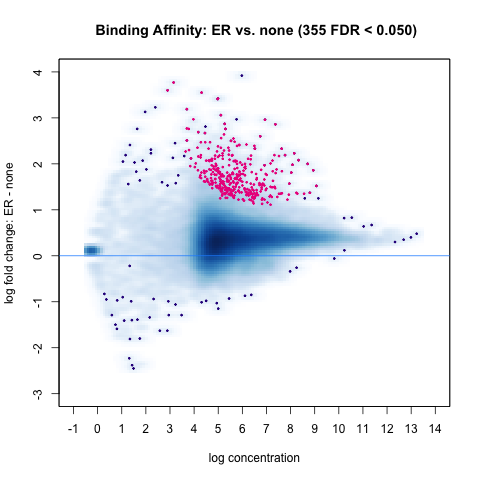 Binding Affinity: ER vs. none (355 FDR < 0.050)
log fold change: ER - none
4
3
2
1
0
-1
-2
-3
-1 0 1 2 3 4 5 6 7 8 9 10 11 12 13 14
log concentration